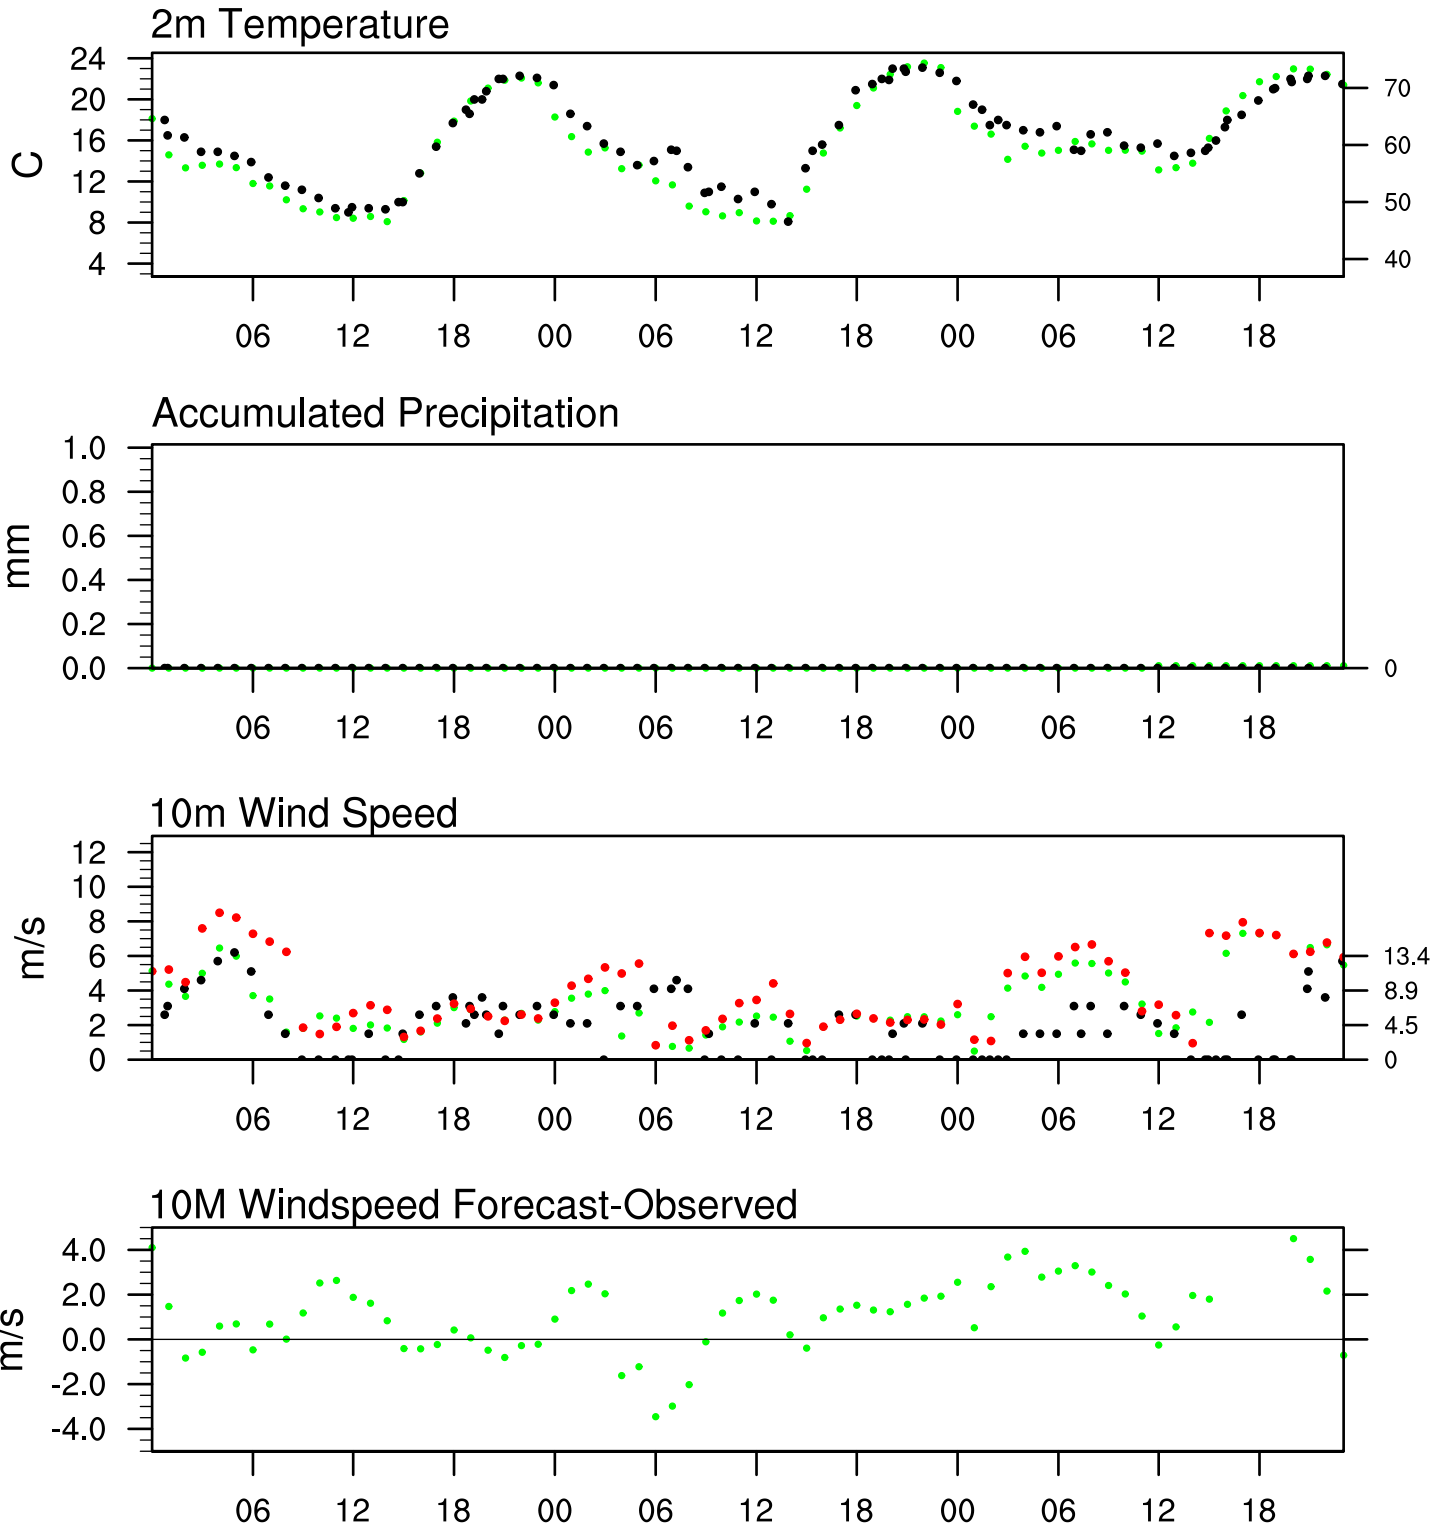 2m Temperature
24
20
16
12
8
4
C
70
60
50
40
06 12 18 00 06 12 18 00 06 12 18
Accumulated Precipitation
1.0
0.8
0.6
0.4
0.2
0.0
mm
0
06 12 18 00 06 12 18 00 06 12 18
10m Wind Speed
12
10
8
6
4
2
0
m/s
13.4
8.9
4.5
0
06 12 18 00 06 12 18 00 06 12 18
10M Windspeed Forecast-Observed
4.0
2.0
0.0
-2.0
-4.0
m/s
06 12 18 00 06 12 18 00 06 12 18